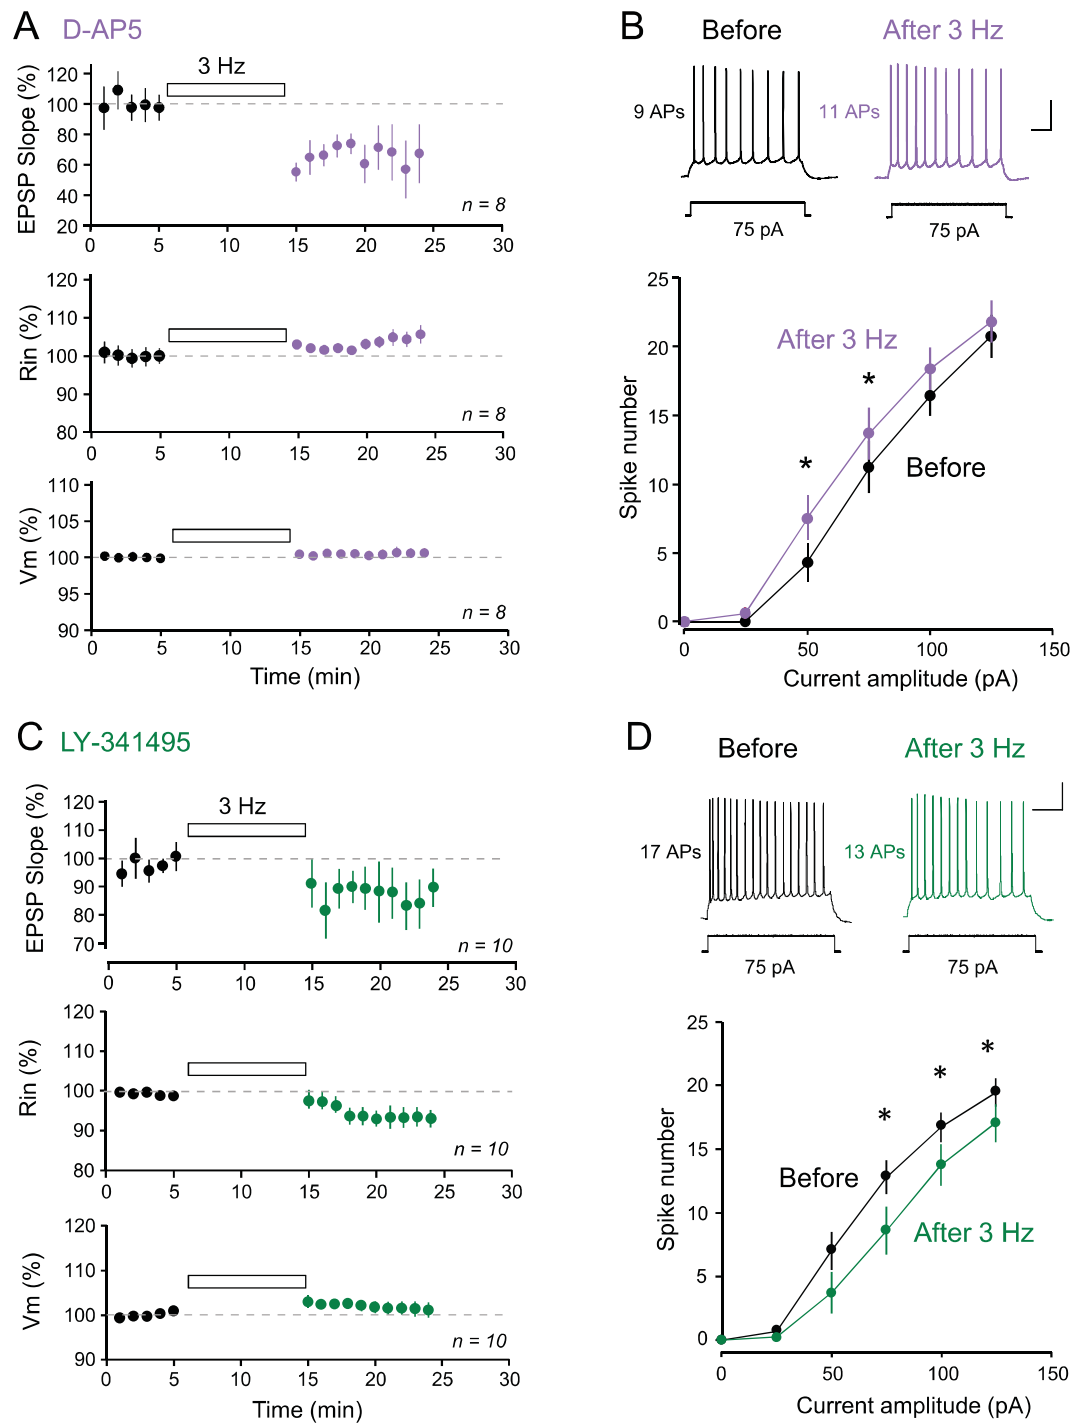 A D-AP5
3 Hz
EPSP Slope (%)
120
100
80
60
40
20
n = 8
0 5 10 15 20 25 30
Rin (%)
120
110
100
90
80
n = 8
0 5 10 15 20 25 30
Vm (%)
110
105
100
95
90
n = 8
0 5 10 15 20 25 30
Time (min)
B Before After 3 Hz
9 APs 11 APs
75 pA 75 pA
Spike number
25
20
15
10
5
0
After 3 Hz
*
*
Before
0 50 100 150
Current amplitude (pA)
C LY-341495
3 Hz
EPSP Slope (%)
120
110
100
90
80
70
n = 10
0 5 10 15 20 25 30
Rin (%)
120
110
100
90
80
n = 10
0 5 10 15 20 25 30
Vm (%)
120
110
100
90
n = 10
0 5 10 15 20 25 30
Time (min)
D Before After 3 Hz
17 APs 13 APs
75 pA 75 pA
Spike number
25
20
15
10
5
0
*
*
*
Before
After 3 Hz
0 50 100 150
Current amplitude (pA)